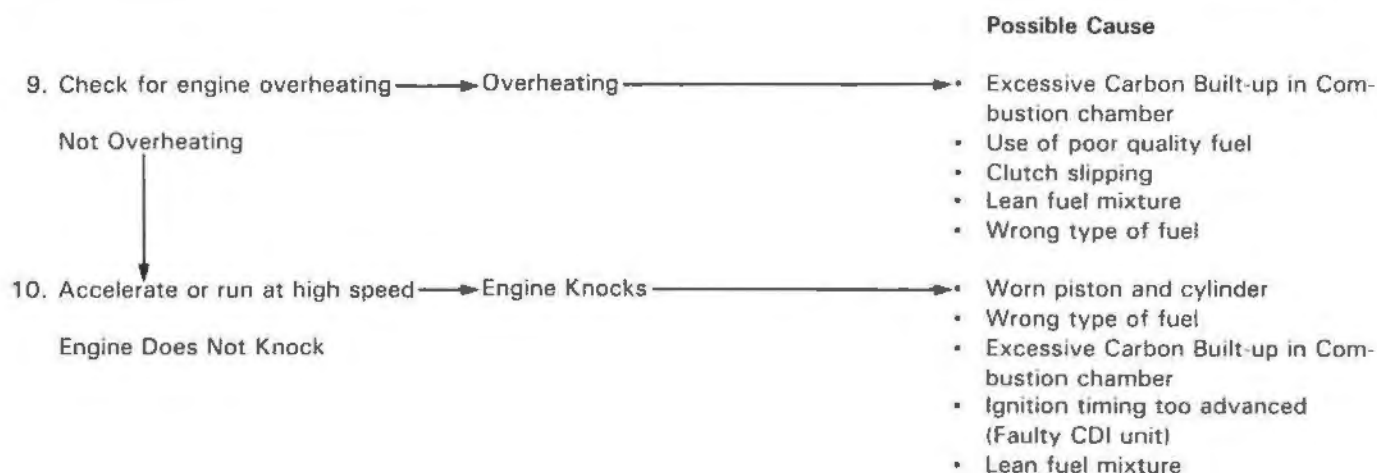 Possible Cause
9. Check for engine overheating Overheating • Excessive Carbon Built-up in Com-
bustion chamber
Not Overheating • Use of poor quality fuel
• Clutch slipping
• Lean fuel mixture
• Wrong type of fuel
10. Accelerate or run at high speed Engine Knocks • Worn piston and cylinder
• Wrong type of fuel
Engine Does Not Knock • Excessive Carbon Built-up in Com-
bustion chamber
• Ignition timing too advanced
(Faulty CDI unit)
• Lean fuel mixture